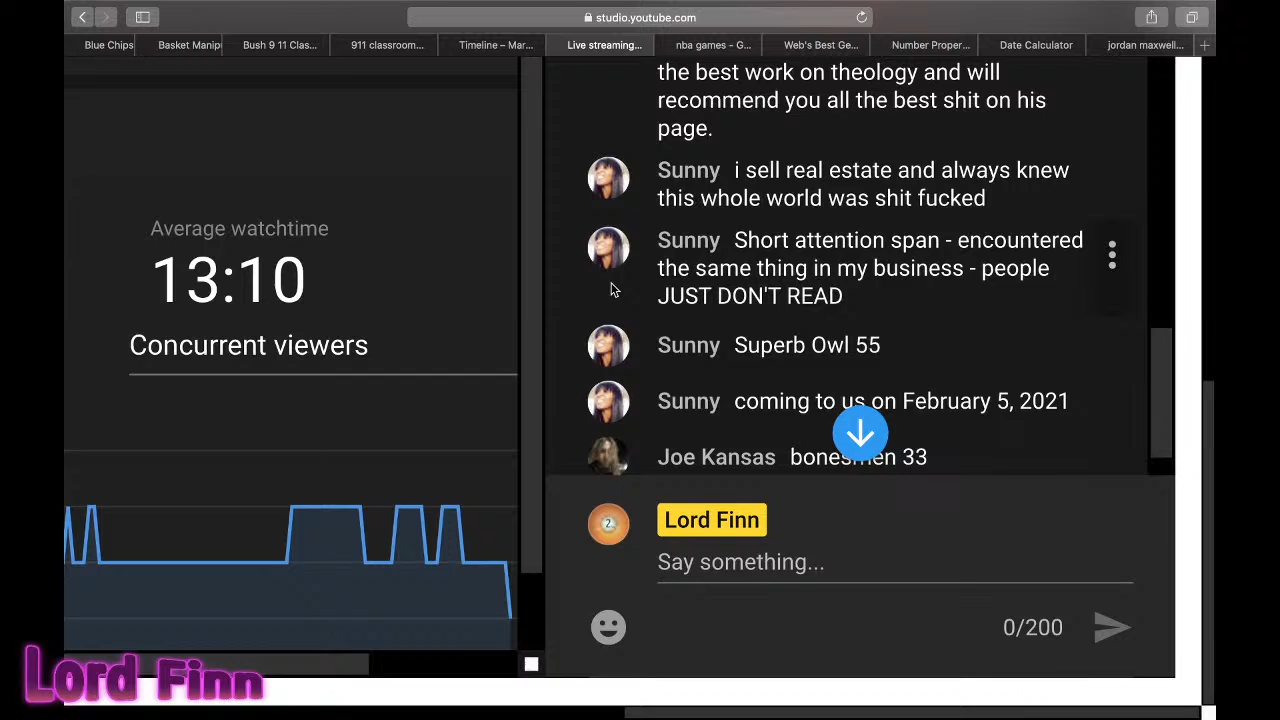 studio.youtube.com
Blue Chips
Basket Manip
Bush 9 11 Clas...
911 classroom...
Timeline – Mar...
Live streaming...
nba games - G...
Web's Best Ge...
Number Proper...
Date Calculator
jordan maxwell...
Average watchtime
13:10
Concurrent viewers
the best work on theology and will
recommend you all the best shit on his
page.
Sunny i sell real estate and always knew
this whole world was shit fucked
Sunny Short attention span - encountered
the same thing in my business - people
JUST DON'T READ
Sunny Superb Owl 55
Sunny coming to us on February 5, 2021
Joe Kansas bonesmen 33
2
Lord Finn
Say something...
0/200
Lord Finn